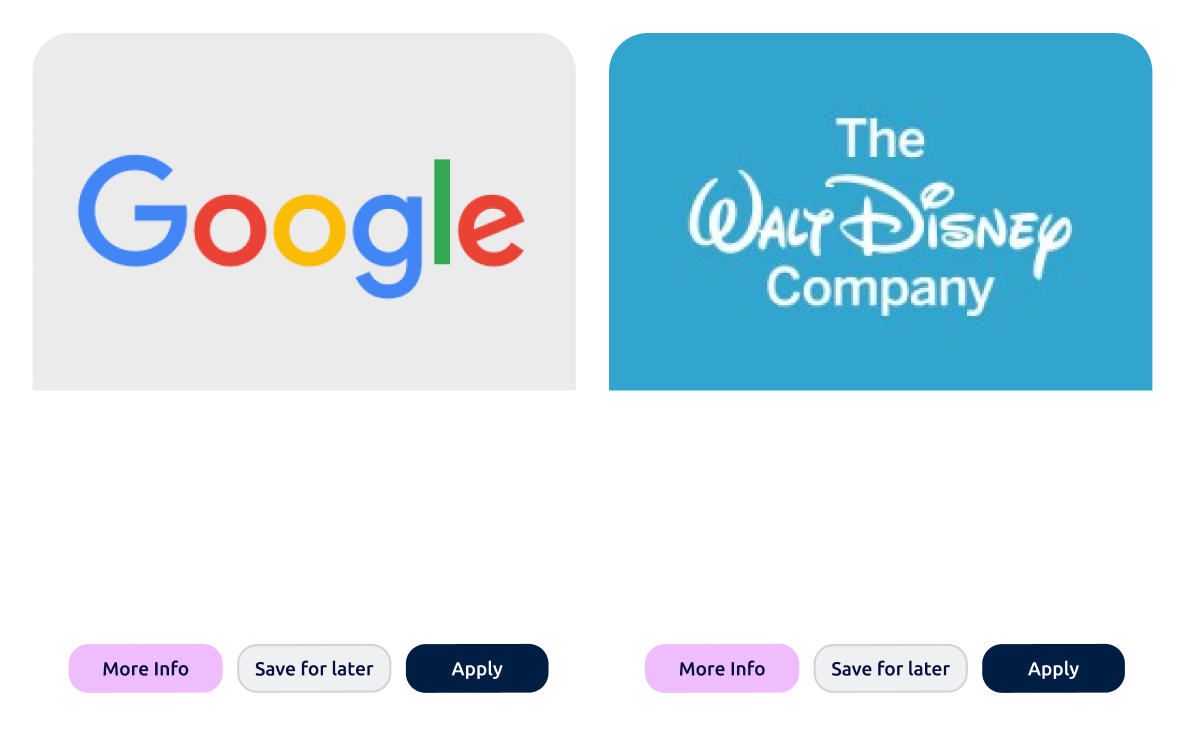 Google
The
Walt Disney
Company
More Info
Save for later
Apply
More Info
Save for later
Apply